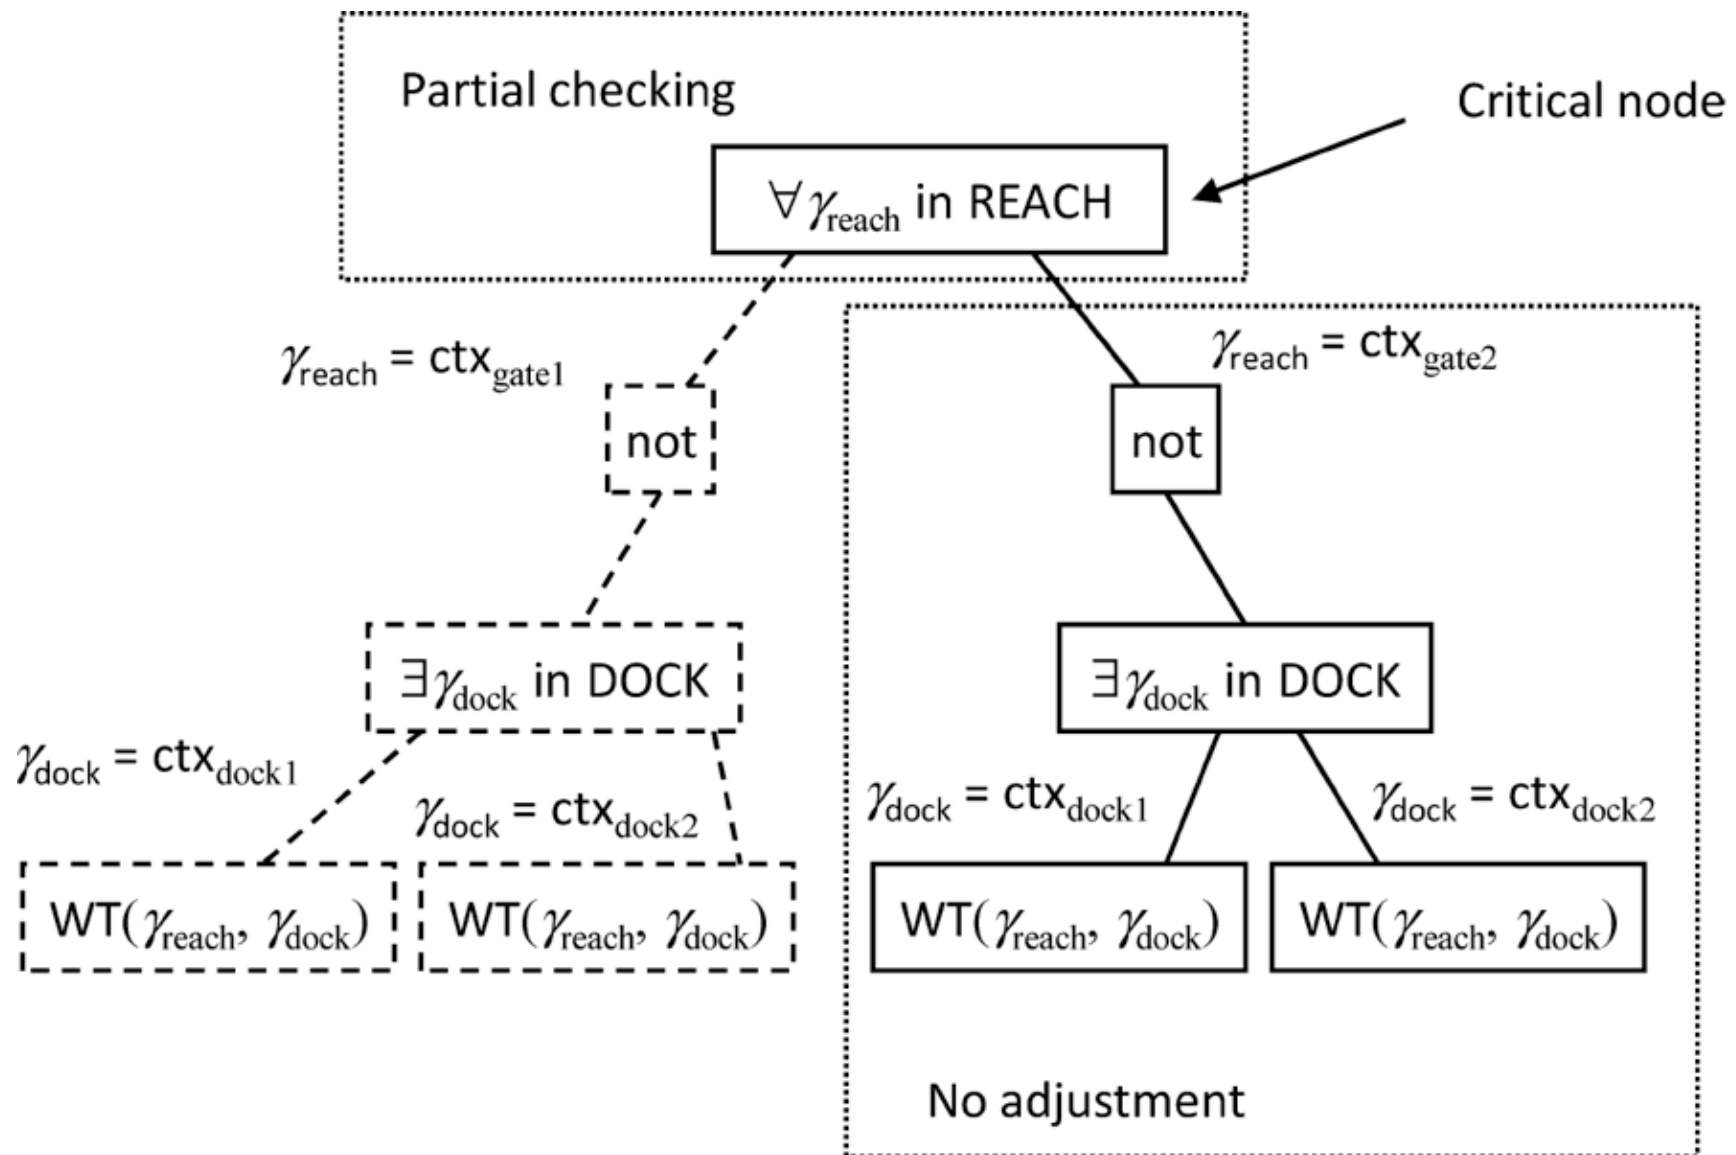 Partial checking
Critical node
∀γreach in REACH
γreach = ctxgate1
γreach = ctxgate2
not
not
∃γdock in DOCK
∃γdock in DOCK
γdock = ctxdock1
γdock = ctxdock2
γdock = ctxdock1
γdock = ctxdock2
WT(γreach, γdock)
WT(γreach, γdock)
WT(γreach, γdock)
WT(γreach, γdock)
No adjustment